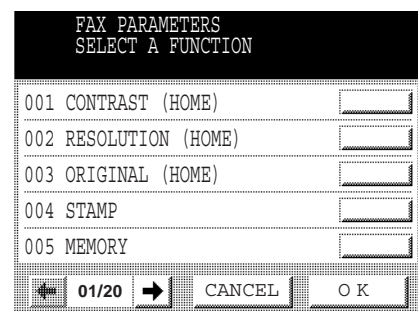 FAX PARAMETERS
SELECT A FUNCTION
001 CONTRAST (HOME)
002 RESOLUTION (HOME)
003 ORIGINAL (HOME)
004 STAMP
005 MEMORY
01/20 CANCEL O K